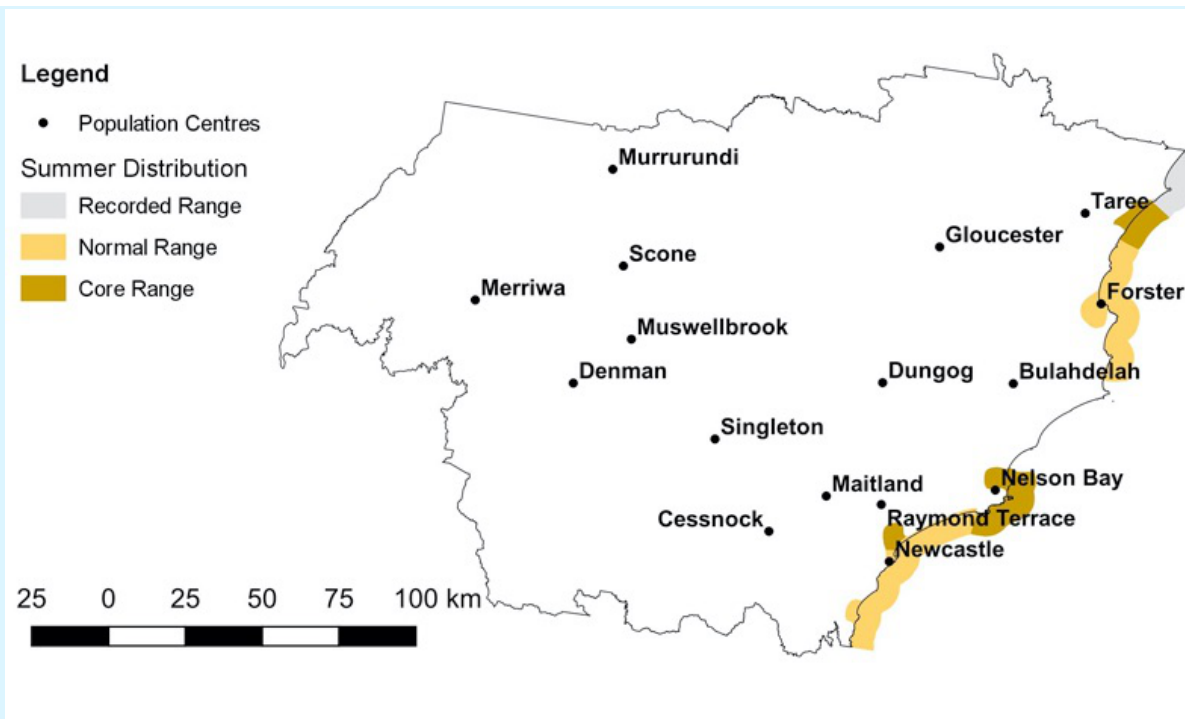 Legend
Population Centres
Summer Distribution
Recorded Range
Normal Range
Core Range
Murrurundi
Taree
Gloucester
Scone
Merriwa
Forster
Muswellbrook
Denman
Dungog
Bulahdelah
Singleton
Nelson Bay
Maitland
Raymond Terrace
Cessnock
Newcastle
25 0 25 50 75 100 km